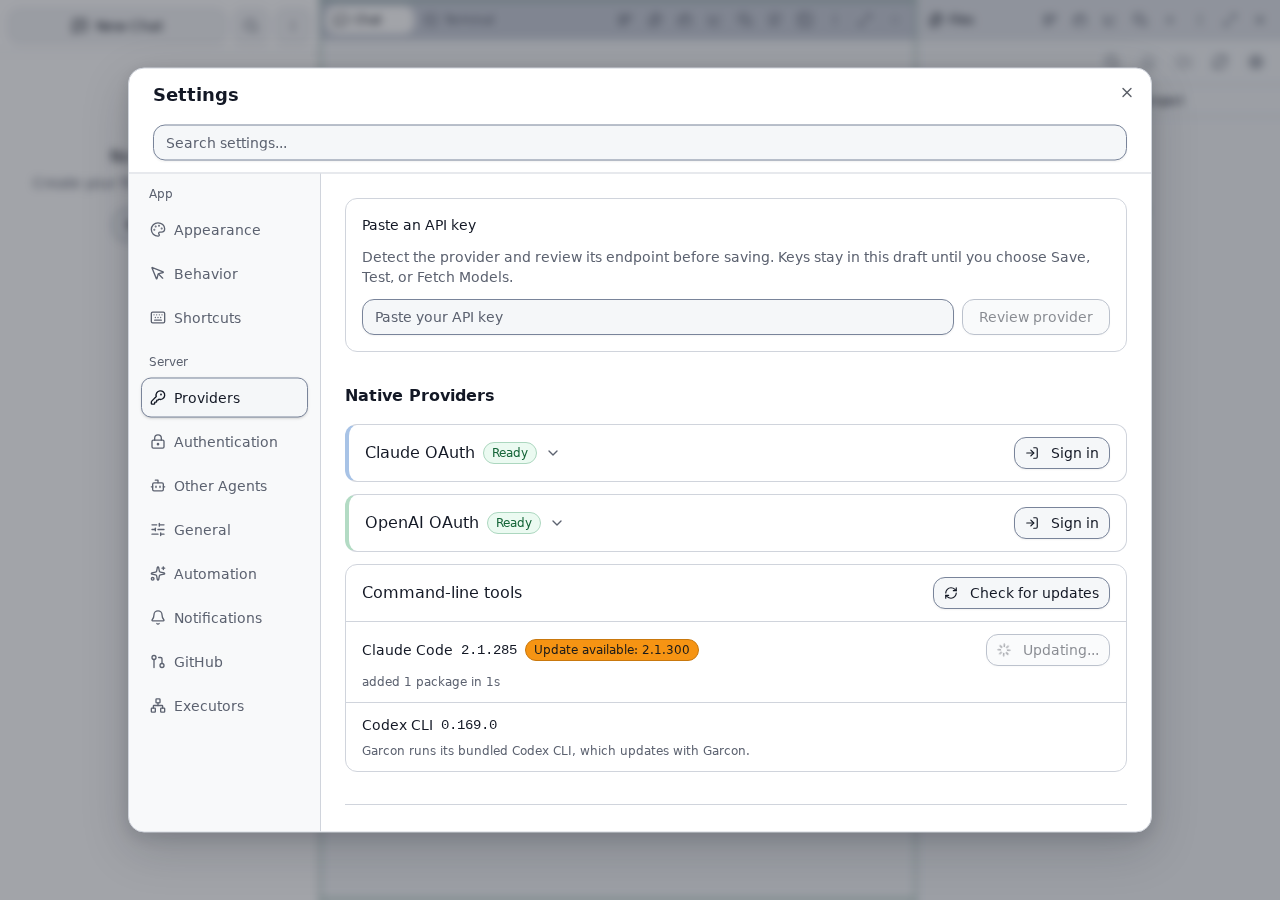 New Chat
Chat
Settings
Search settings...
App
Appearance
Behavior
Shortcuts
Server
Providers
Authentication
Other Agents
General
Automation
Notifications
GitHub
Executors
Paste an API key
Detect the provider and review its endpoint before saving. Keys stay in this draft until you choose Save,
Test, or Fetch Models.
Paste your API key
Review provider
Native Providers
Claude OAuth Ready
Sign in
OpenAI OAuth Ready
Sign in
Command-line tools
Check for updates
Claude Code 2.1.285 Update available: 2.1.300
Updating...
added 1 package in 1s
Codex CLI 0.169.0
Garcon runs its bundled Codex CLI, which updates with Garcon.